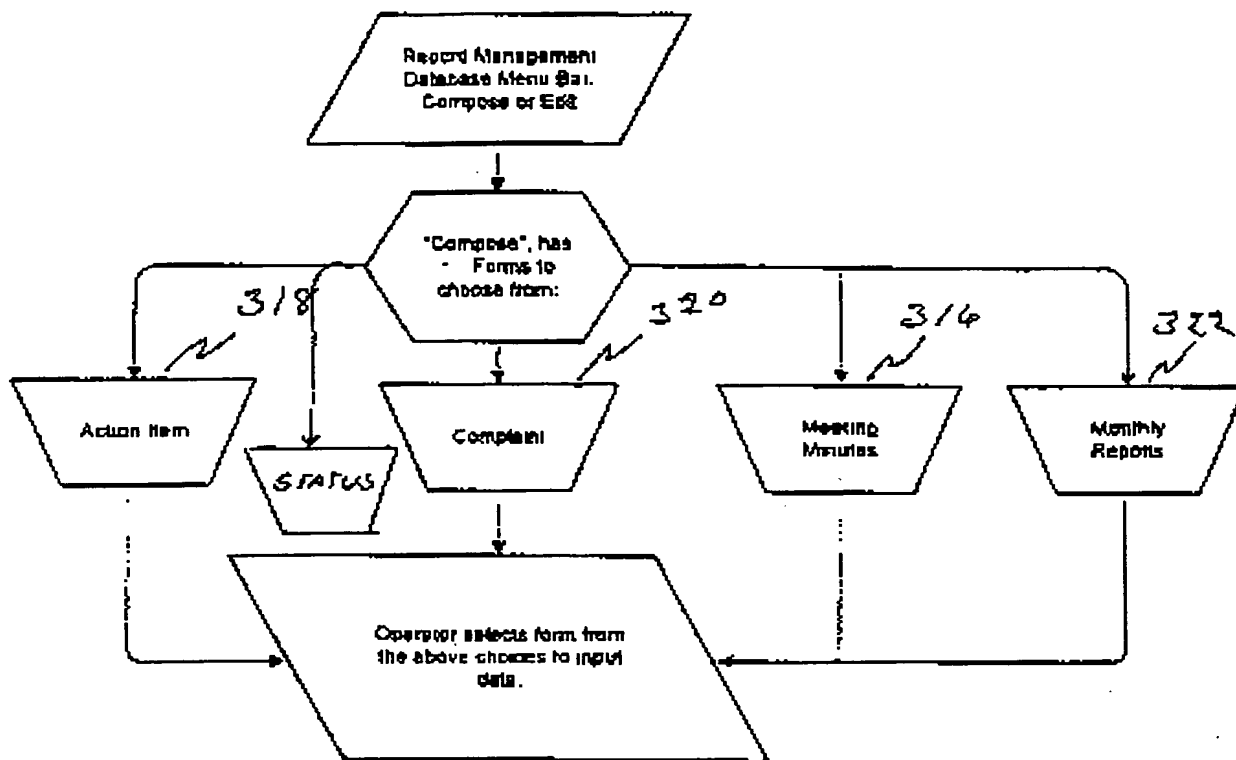 Record Management
Database Menu Bar.
Compose or Edit
"Compose", has
- Forms to
choose from:
318
320
316
322
Action Item
STATUS
Complaint
Meeting
Minutes
Monthly
Reports
Operator selects form from
the above choices to input
data.